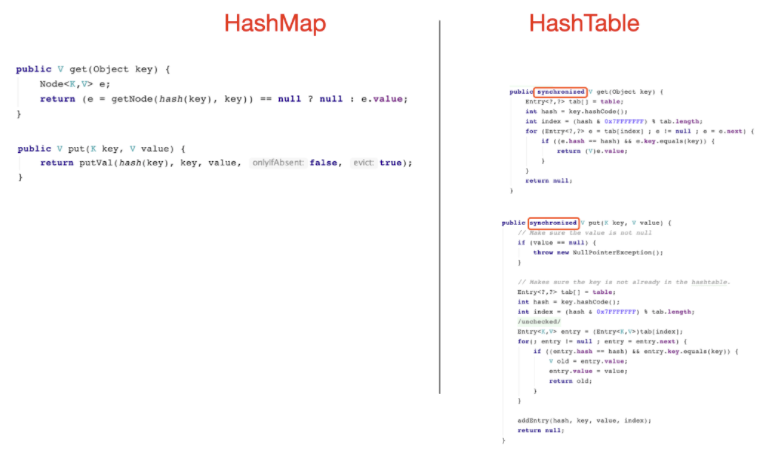 HashMap
public V get(Object key) {
Node<K,V> e;
return (e = getNode(hash(key), key)) == null ? null : e.value;
}
public V put(K key, V value) {
return putVal(hash(key), key, value, onlyIfAbsent: false, evict: true);
}
HashTable
public synchronized V get(Object key) {
Entry<?,?> tab[] = table;
int hash = key.hashCode();
int index = (hash & 0x7FFFFFFF) % tab.length;
for (Entry<?,?> e = tab[index] ; e != null ; e = e.next) {
if ((e.hash == hash) && e.key.equals(key)) {
return (V)e.value;
}
}
return null;
}
public synchronized V put(K key, V value) {
// Make sure the value is not null
if (value == null) {
throw new NullPointerException();
}
// Makes sure the key is not already in the hashtable.
Entry<?,?> tab[] = table;
int hash = key.hashCode();
int index = (hash & 0x7FFFFFFF) % tab.length;
/unchecked/
Entry<K,V> entry = (Entry<K,V>)tab[index];
for(; entry != null ; entry = entry.next) {
if ((entry.hash == hash) && entry.key.equals(key)) {
V old = entry.value;
entry.value = value;
return old;
}
}
addEntry(hash, key, value, index);
return null;
}